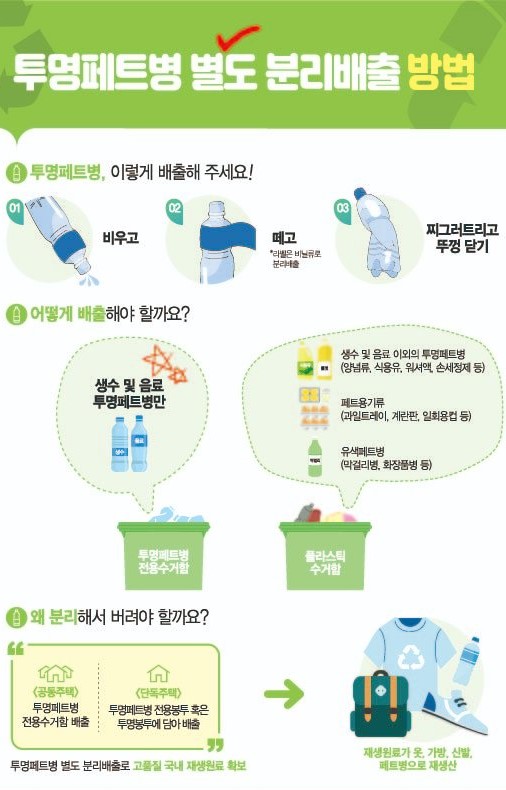 투명페트병 별도 분리배출 방법
투명페트병, 이렇게 배출해 주세요!
01
비우고
02
떼고
*라벨은 비닐류로
분리배출
03
찌그러트리고
뚜껑 닫기
어떻게 배출해야 할까요?
생수 및 음료
투명페트병만
생수
음료
투명페트병
전용수거함
생수 및 음료 이외의 투명페트병
(양념류, 식용유, 워셔액, 손세정제 등)
페트용기류
(과일트레이, 계란판, 일회용컵 등)
유색페트병
(막걸리병, 화장품병 등)
막걸리
플라스틱
수거함
왜 분리해서 버려야 할까요?
<공동주택>
투명페트병
전용수거함 배출
<단독주택>
투명페트병 전용봉투 혹은
투명봉투에 담아 배출
투명페트병 별도 분리배출로 고품질 국내 재생원료 확보
재생원료가 옷, 가방, 신발,
페트병으로 재생산